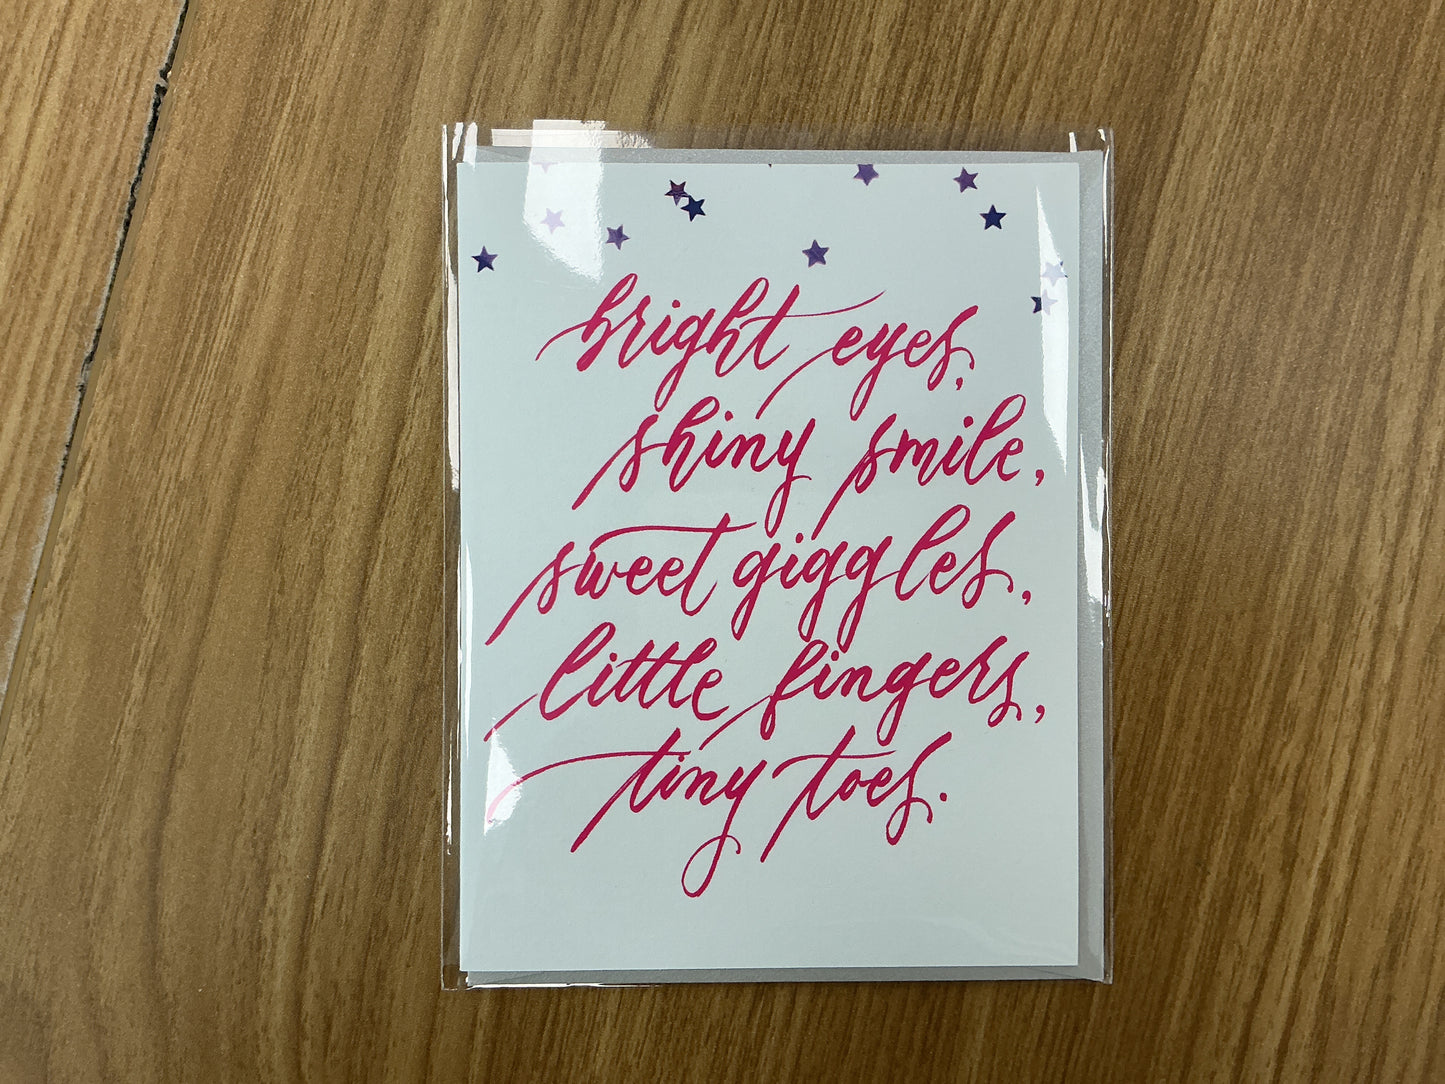 bright eyes,
shiny smile,
sweet giggles,
little fingers,
tiny toes.